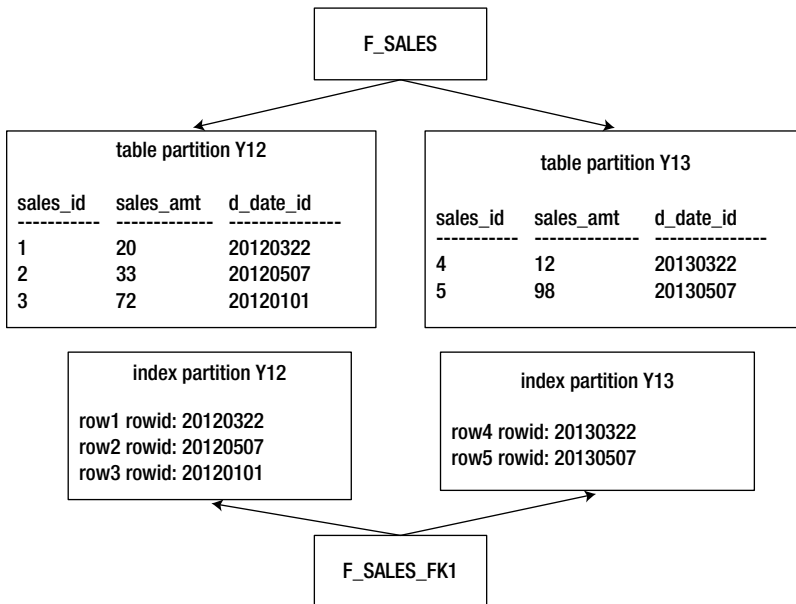 F_SALES
table partition Y12
sales_id sales_amt d_date_id
----------- ------------- ---------------
1 20 20120322
2 33 20120507
3 72 20120101
table partition Y13
sales_id sales_amt d_date_id
----------- -------------- ---------------
4 12 20130322
5 98 20130507
index partition Y12
row1 rowid: 20120322
row2 rowid: 20120507
row3 rowid: 20120101
index partition Y13
row4 rowid: 20130322
row5 rowid: 20130507
F_SALES_FK1